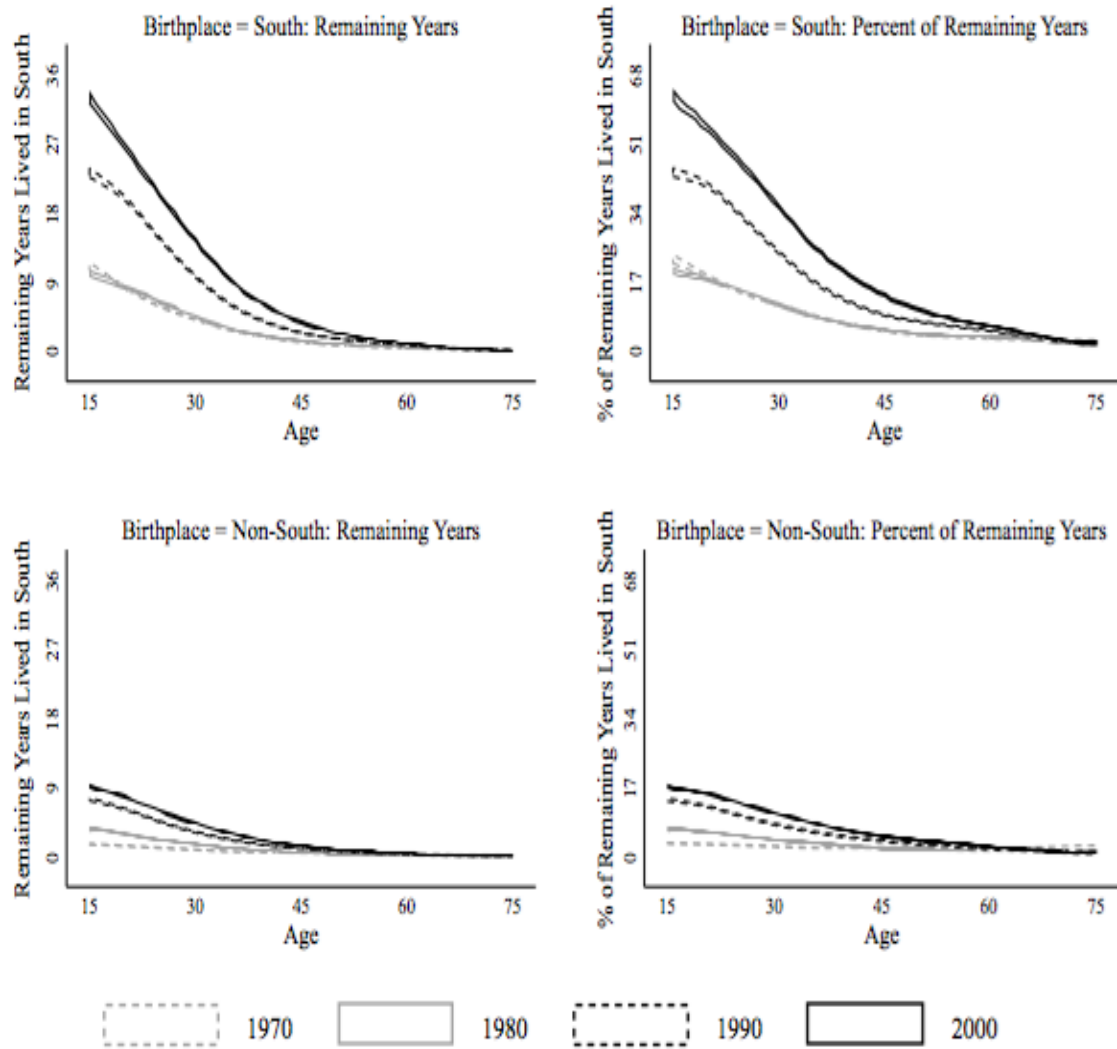 Birthplace = South: Remaining Years
Remaining Years Lived in South
36
27
18
9
0
15 30 45 60 75
Age
Birthplace = South: Percent of Remaining Years
% of Remaining Years Lived in South
68
51
34
17
0
15 30 45 60 75
Age
Birthplace = Non-South: Remaining Years
Remaining Years Lived in South
36
27
18
9
0
15 30 45 60 75
Age
Birthplace = Non-South: Percent of Remaining Years
% of Remaining Years Lived in South
68
51
34
17
0
15 30 45 60 75
Age
1970 1980 1990 2000